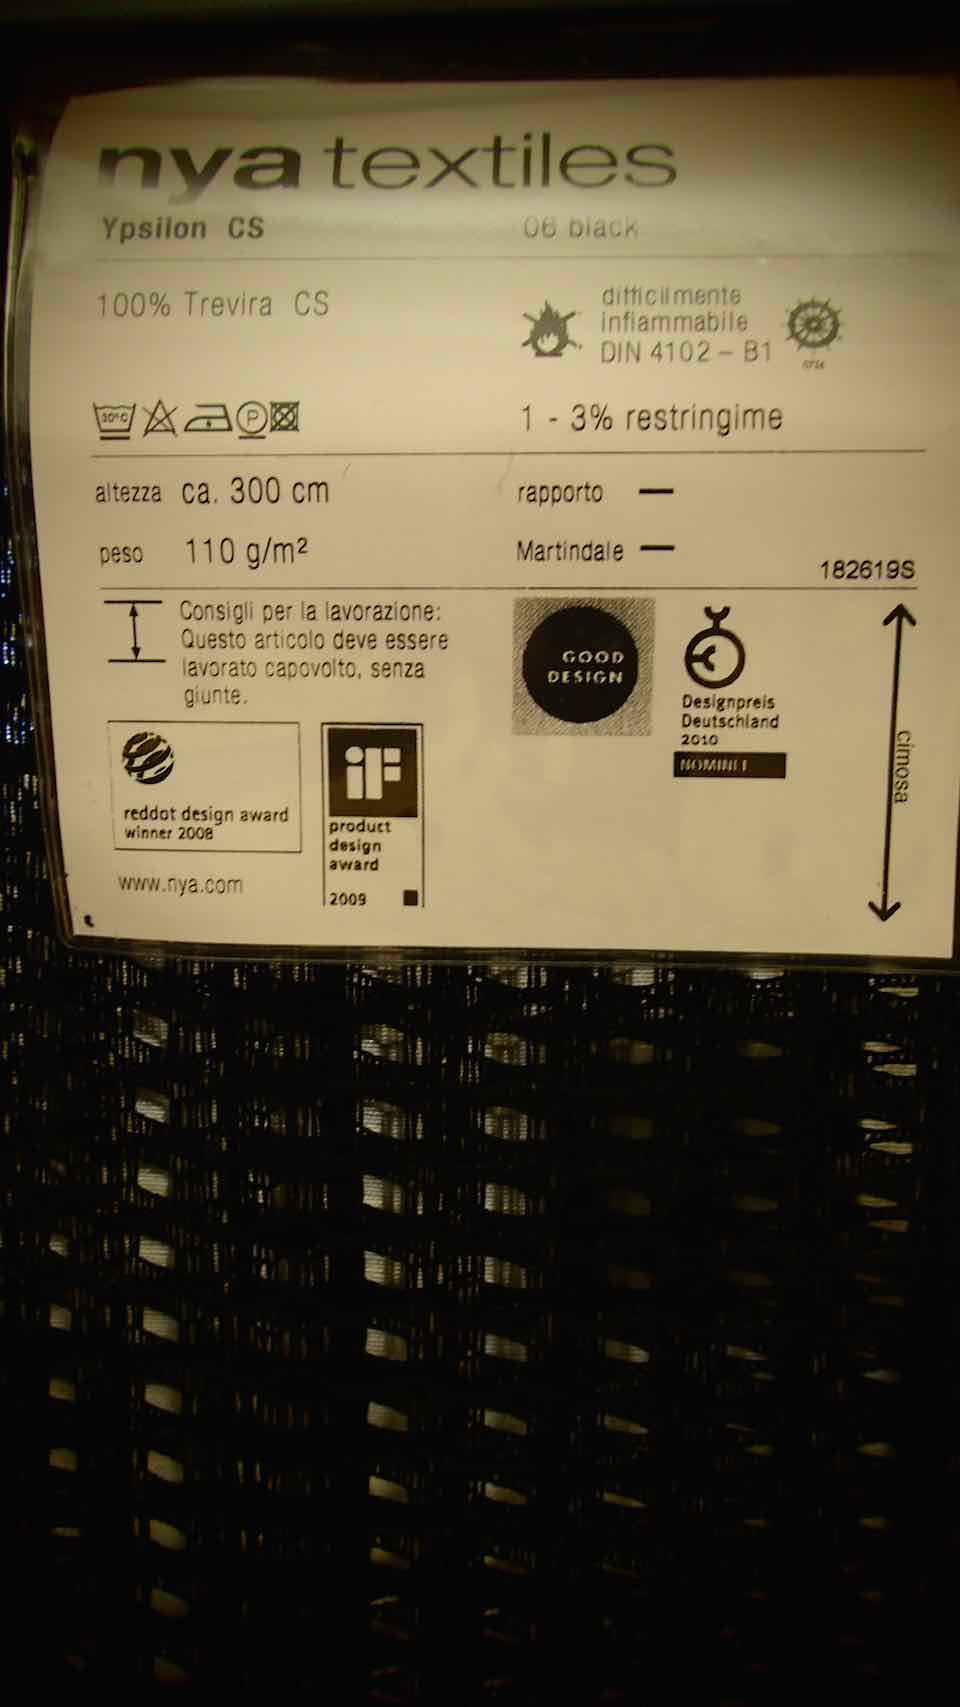 nya textiles
Ypsilon CS 06 black
100% Trevira CS
difficilmente
infiammabile
DIN 4102 – B1
30°C P
1 - 3% restringime
altezza ca. 300 cm rapporto —
peso 110 g/m² Martindale —
182619S
Consigli per la lavorazione:
Questo articolo deve essere
lavorato capovolto, senza
giunte.
GOOD
DESIGN
Designpreis
Deutschland
2010
NOMINEE
cimosa
reddot design award
winner 2008
iF
product
design
award
2009
www.nya.com